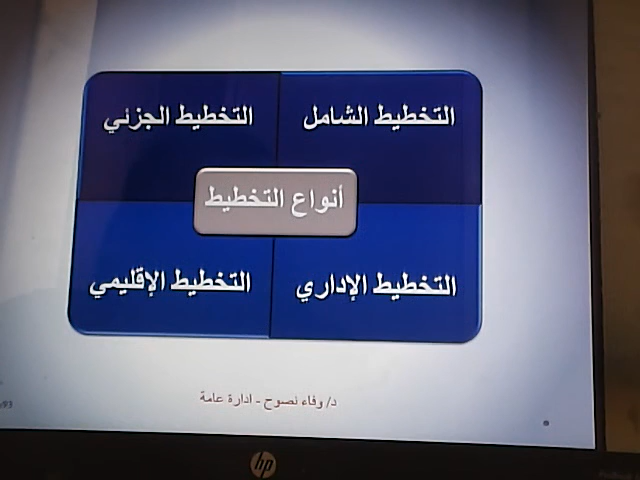 التخطيط الشامل
التخطيط الجزئي
أنواع التخطيط
التخطيط الإداري
التخطيط الإقليمي
د/ وفاء نصوح - ادارة عامة
hp